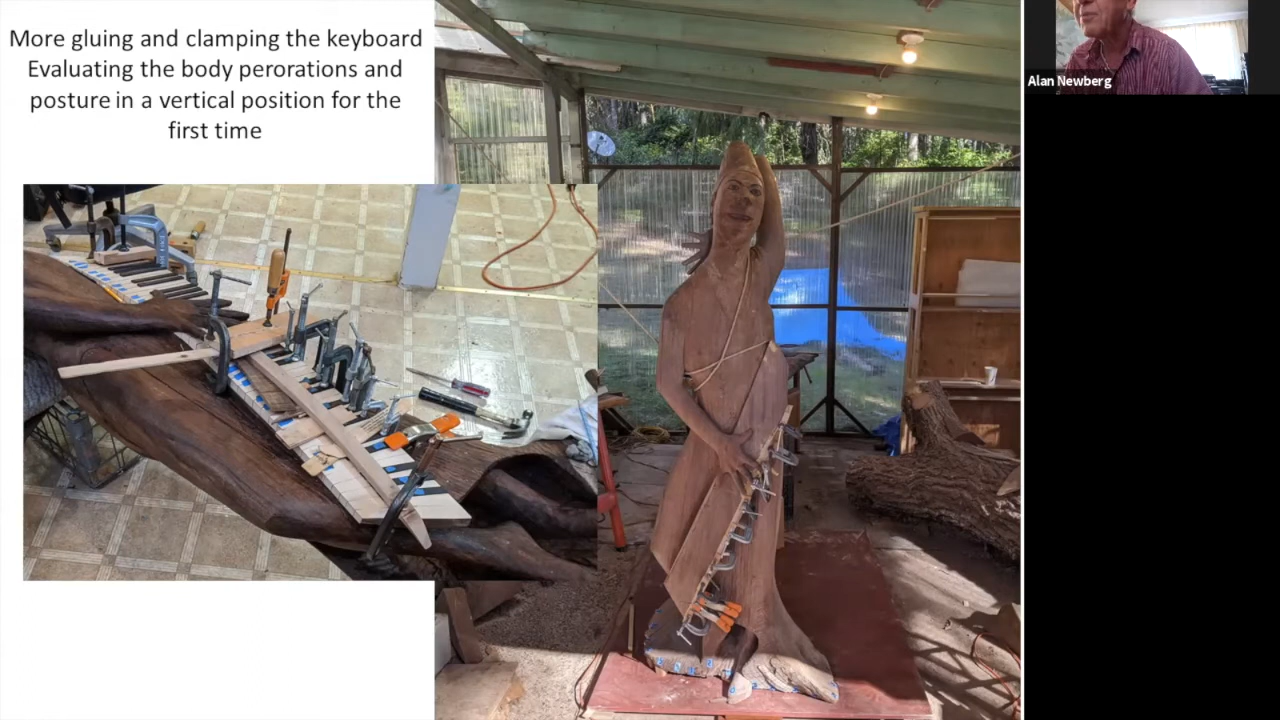 More gluing and clamping the keyboard
Evaluating the body perorations and
posture in a vertical position for the
first time
Alan Newberg